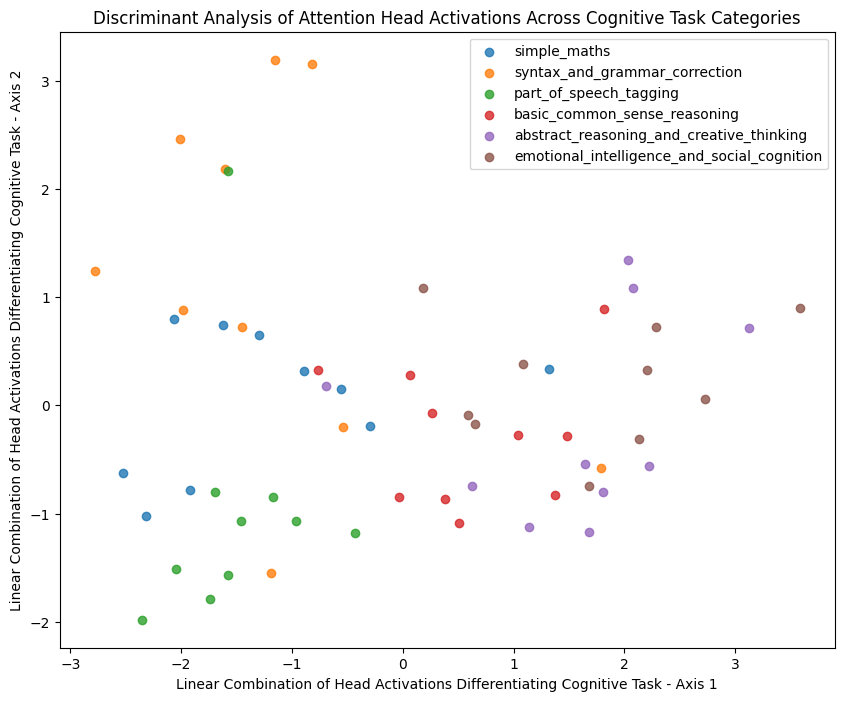 Discriminant Analysis of Attention Head Activations Across Cognitive Task Categories
simple_maths
syntax_and_grammar_correction
part_of_speech_tagging
basic_common_sense_reasoning
abstract_reasoning_and_creative_thinking
emotional_intelligence_and_social_cognition
Linear Combination of Head Activations Differentiating Cognitive Task - Axis 2
3
2
1
0
−1
−2
−3
−2
−1
0
1
2
3
Linear Combination of Head Activations Differentiating Cognitive Task - Axis 1